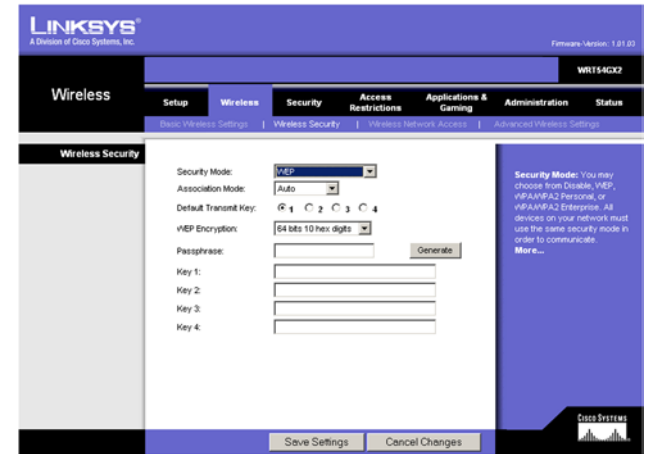 LINKSYS®
A Division of Cisco Systems, Inc.
Firmware-Version: 1.01.03
WRT54GX2
Wireless
Setup
Wireless
Security
Access Restrictions
Applications & Gaming
Administration
Status
Basic Wireless Settings | Wireless Security | Wireless Network Access | Advanced Wireless Settings
Wireless Security
Security Mode: WEP
Association Mode: Auto
Default Transmit Key: 1 2 3 4
WEP Encryption: 64 bits 10 hex digits
Passphrase: Generate
Key 1:
Key 2:
Key 3:
Key 4:
Security Mode: You may
choose from Disable, WEP,
WPA/WPA2 Personal, or
WPA/WPA2 Enterprise. All
devices on your network must
use the same security mode in
order to communicate.
More...
CISCO SYSTEMS
Save Settings
Cancel Changes